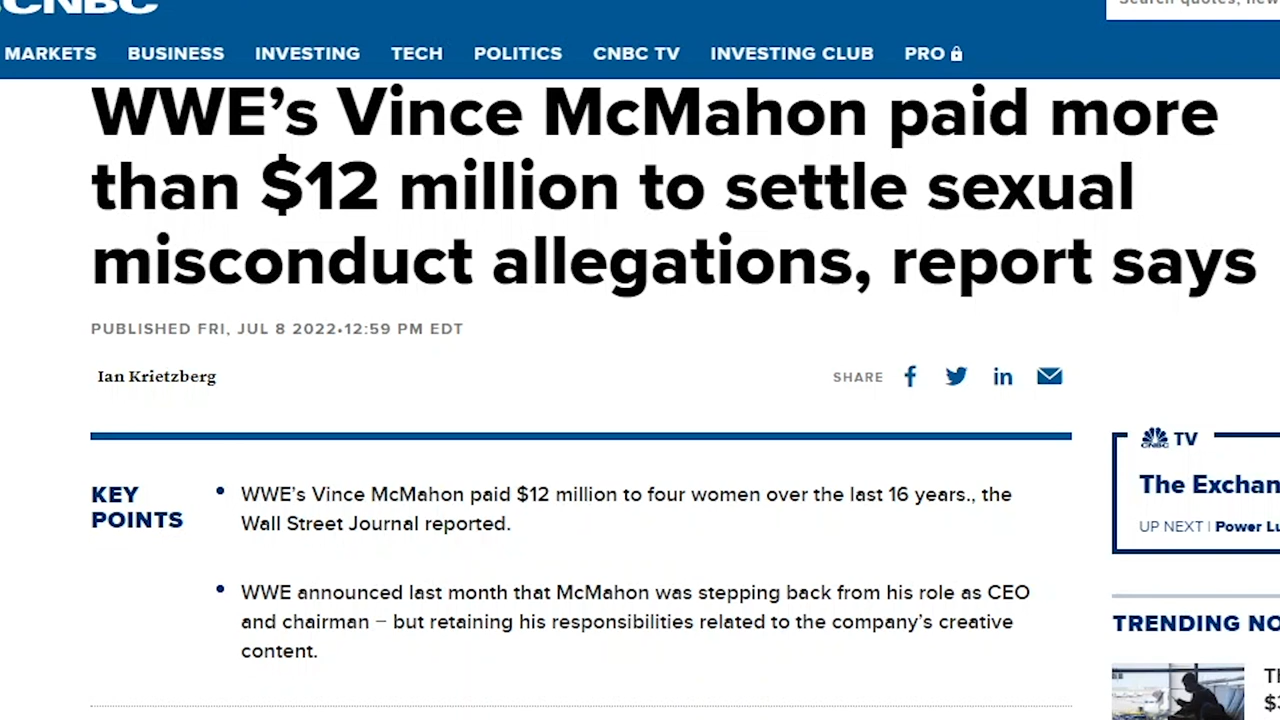 CNBC
MARKETS BUSINESS INVESTING TECH POLITICS CNBC TV INVESTING CLUB PRO
WWE’s Vince McMahon paid more
than $12 million to settle sexual
misconduct allegations, report says
PUBLISHED FRI, JUL 8 2022•12:59 PM EDT
Ian Krietzberg
SHARE
KEY
POINTS
WWE’s Vince McMahon paid $12 million to four women over the last 16 years., the
Wall Street Journal reported.
WWE announced last month that McMahon was stepping back from his role as CEO
and chairman – but retaining his responsibilities related to the company’s creative
content.
CNBC TV
The Exchan
UP NEXT | Power Lu
TRENDING NO